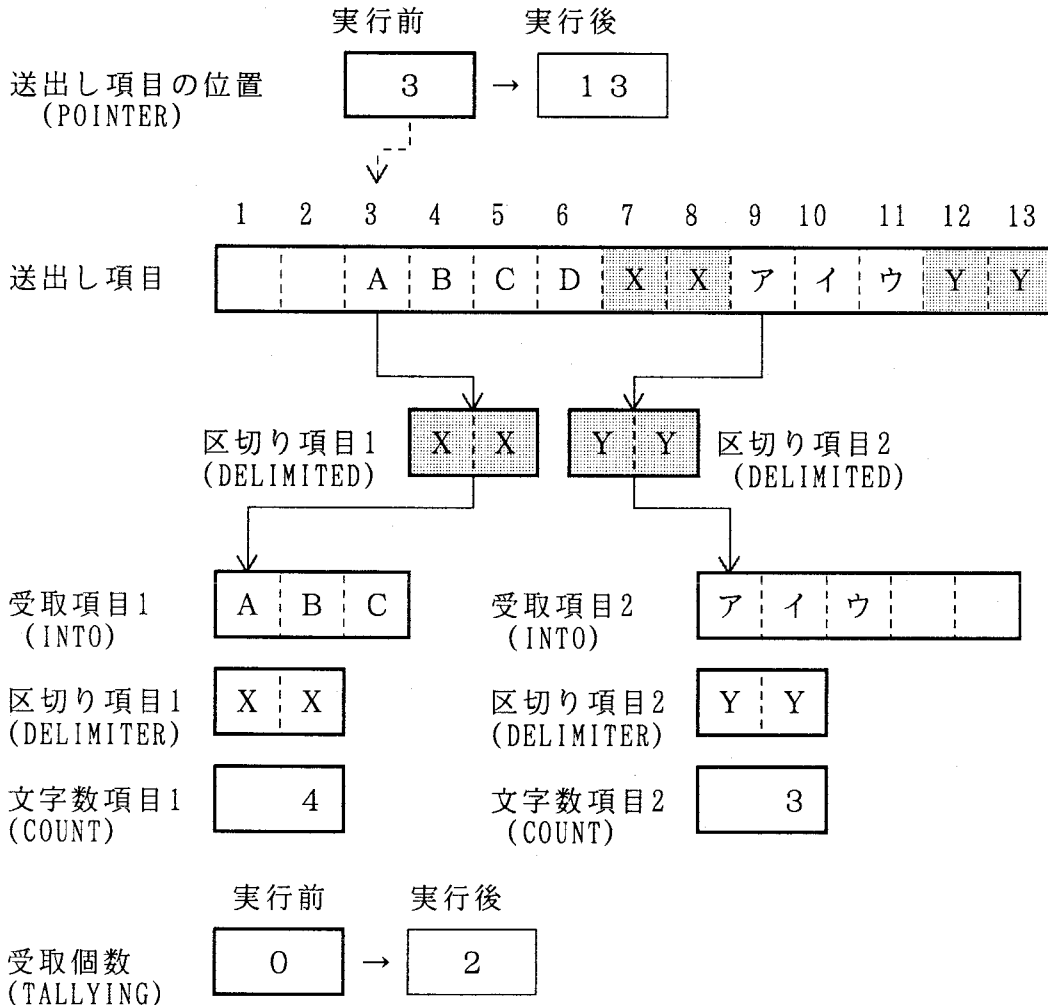 実行前 実行後
送出し項目の位置 3 → 13
(POINTER)
1 2 3 4 5 6 7 8 9 10 11 12 13
送出し項目 A B C D X X ア イ ウ Y Y
区切り項目1 X X Y Y 区切り項目2
(DELIMITED) (DELIMITED)
受取項目1 A B C 受取項目2 ア イ ウ
(INTO) (INTO)
区切り項目1 X X 区切り項目2 Y Y
(DELIMITER) (DELIMITER)
文字数項目1 4 文字数項目2 3
(COUNT) (COUNT)
実行前 実行後
受取個数 0 → 2
(TALLYING)